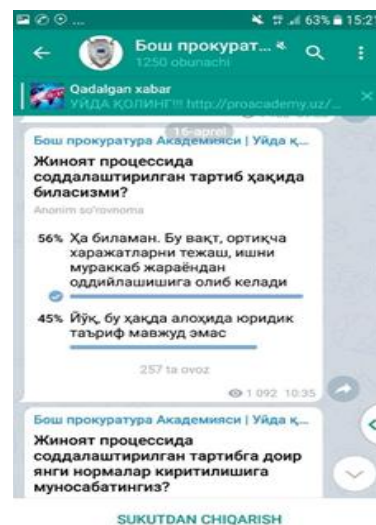 63% 15:21
Бош прокурат...
1250 obunachi
Qadalgan xabar
УЙДА ҚОЛИНГ!!! http://proacademy.uz/...
16-aprel
Бош прокуратура Академияси | Уйда қ...
Жиноят процессида
соддалаштирилган тартиб ҳақида
биласизми?
Anonim so'rovnoma
56% Ҳа биламан. Бу вақт, ортиқча
харажатларни тежаш, ишни
мураккаб жараёндан
оддийлашишига олиб келади
45% Йўқ, бу ҳақда алоҳида юридик
таъриф мавжуд эмас
257 ta ovoz
1 092 10:35
Бош прокуратура Академияси | Уйда қ...
Жиноят процессида
соддалаштирилган тартибга доир
янги нормалар киритилишига
муносабатингиз?
SUKUTDAN CHIQARISH